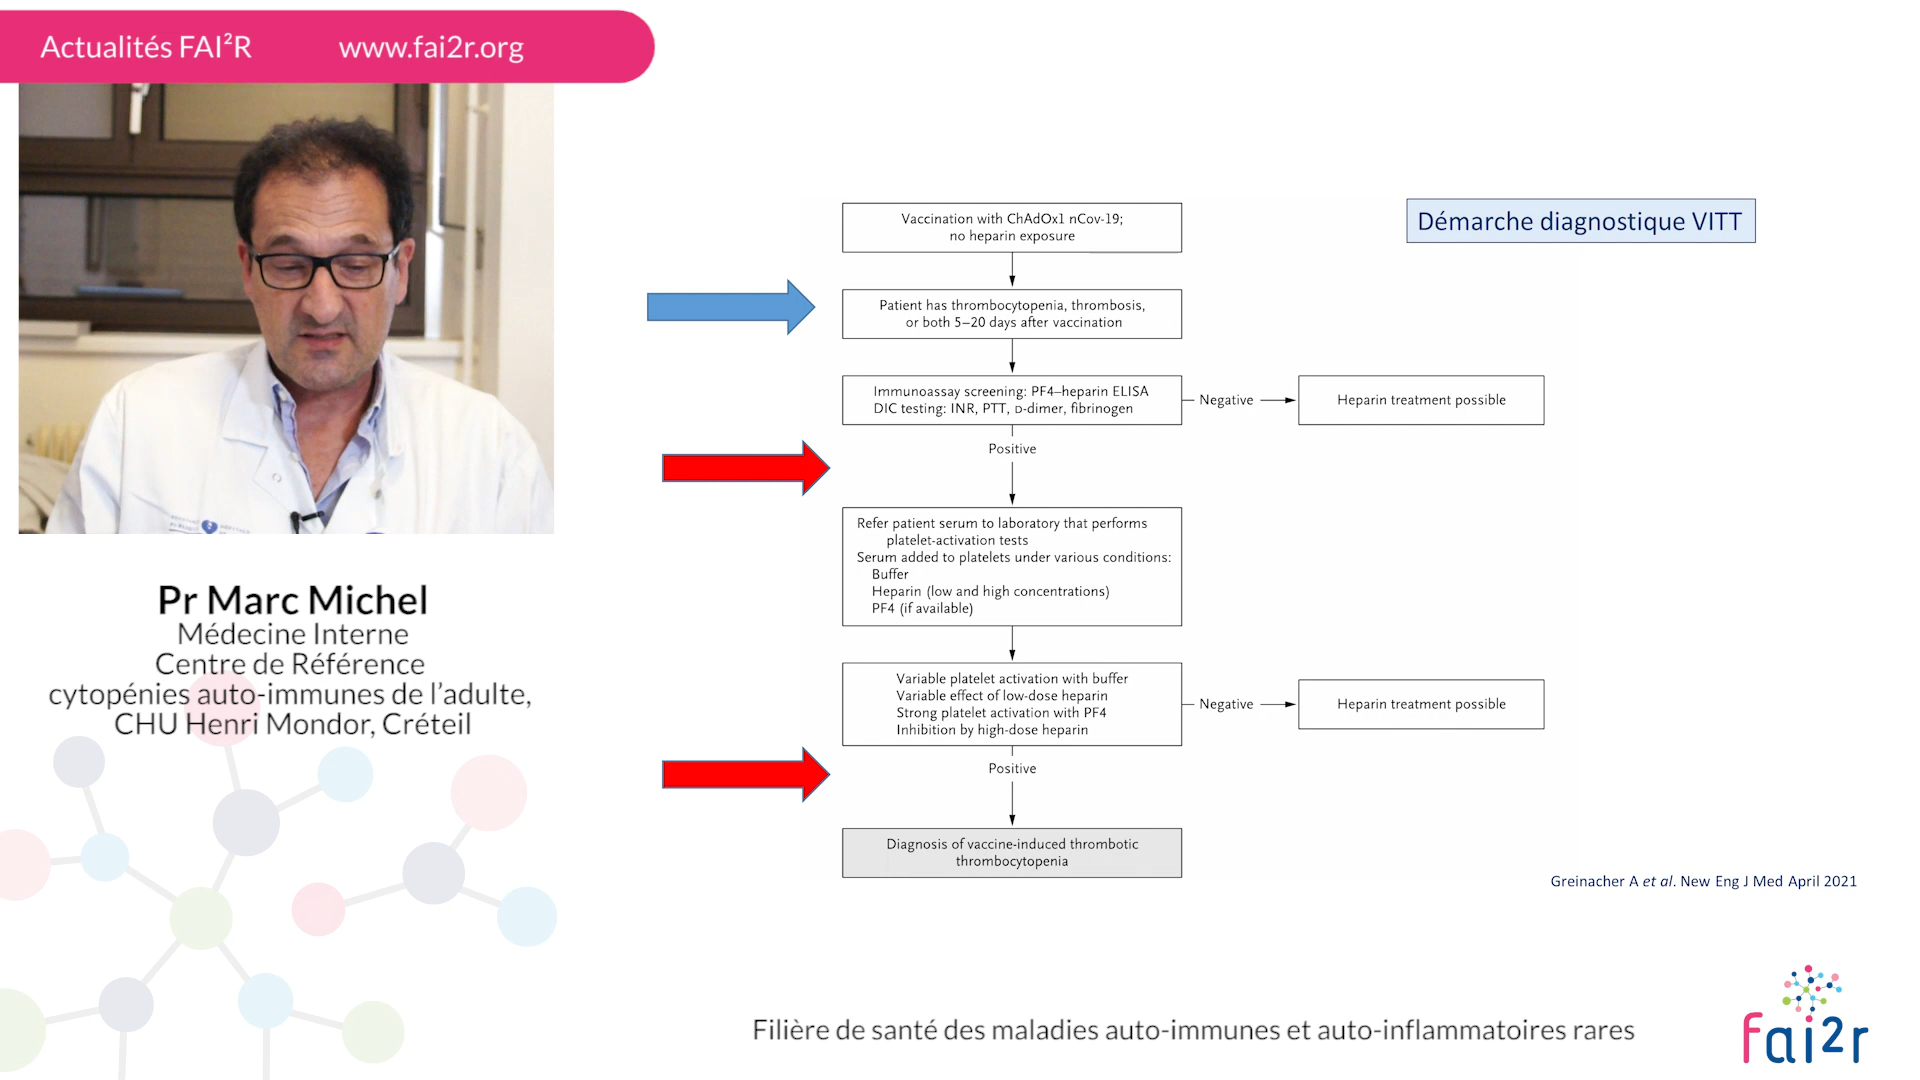 Actualités FAI²R
www.fai2r.org
Démarche diagnostique VITT
Vaccination with ChAdOx1 nCov-19;
no heparin exposure
Patient has thrombocytopenia, thrombosis,
or both 5–20 days after vaccination
Immunoassay screening: PF4–heparin ELISA
DIC testing: INR, PTT, D-dimer, fibrinogen
Negative
Heparin treatment possible
Positive
Refer patient serum to laboratory that performs
platelet-activation tests
Serum added to platelets under various conditions:
Buffer
Heparin (low and high concentrations)
PF4 (if available)
Variable platelet activation with buffer
Variable effect of low-dose heparin
Strong platelet activation with PF4
Inhibition by high-dose heparin
Negative
Heparin treatment possible
Positive
Diagnosis of vaccine-induced thrombotic
thrombocytopenia
Greinacher A et al. New Eng J Med April 2021
Pr Marc Michel
Médecine Interne
Centre de Référence
cytopénies auto-immunes de l’adulte,
CHU Henri Mondor, Créteil
Filière de santé des maladies auto-immunes et auto-inflammatoires rares
fai2r